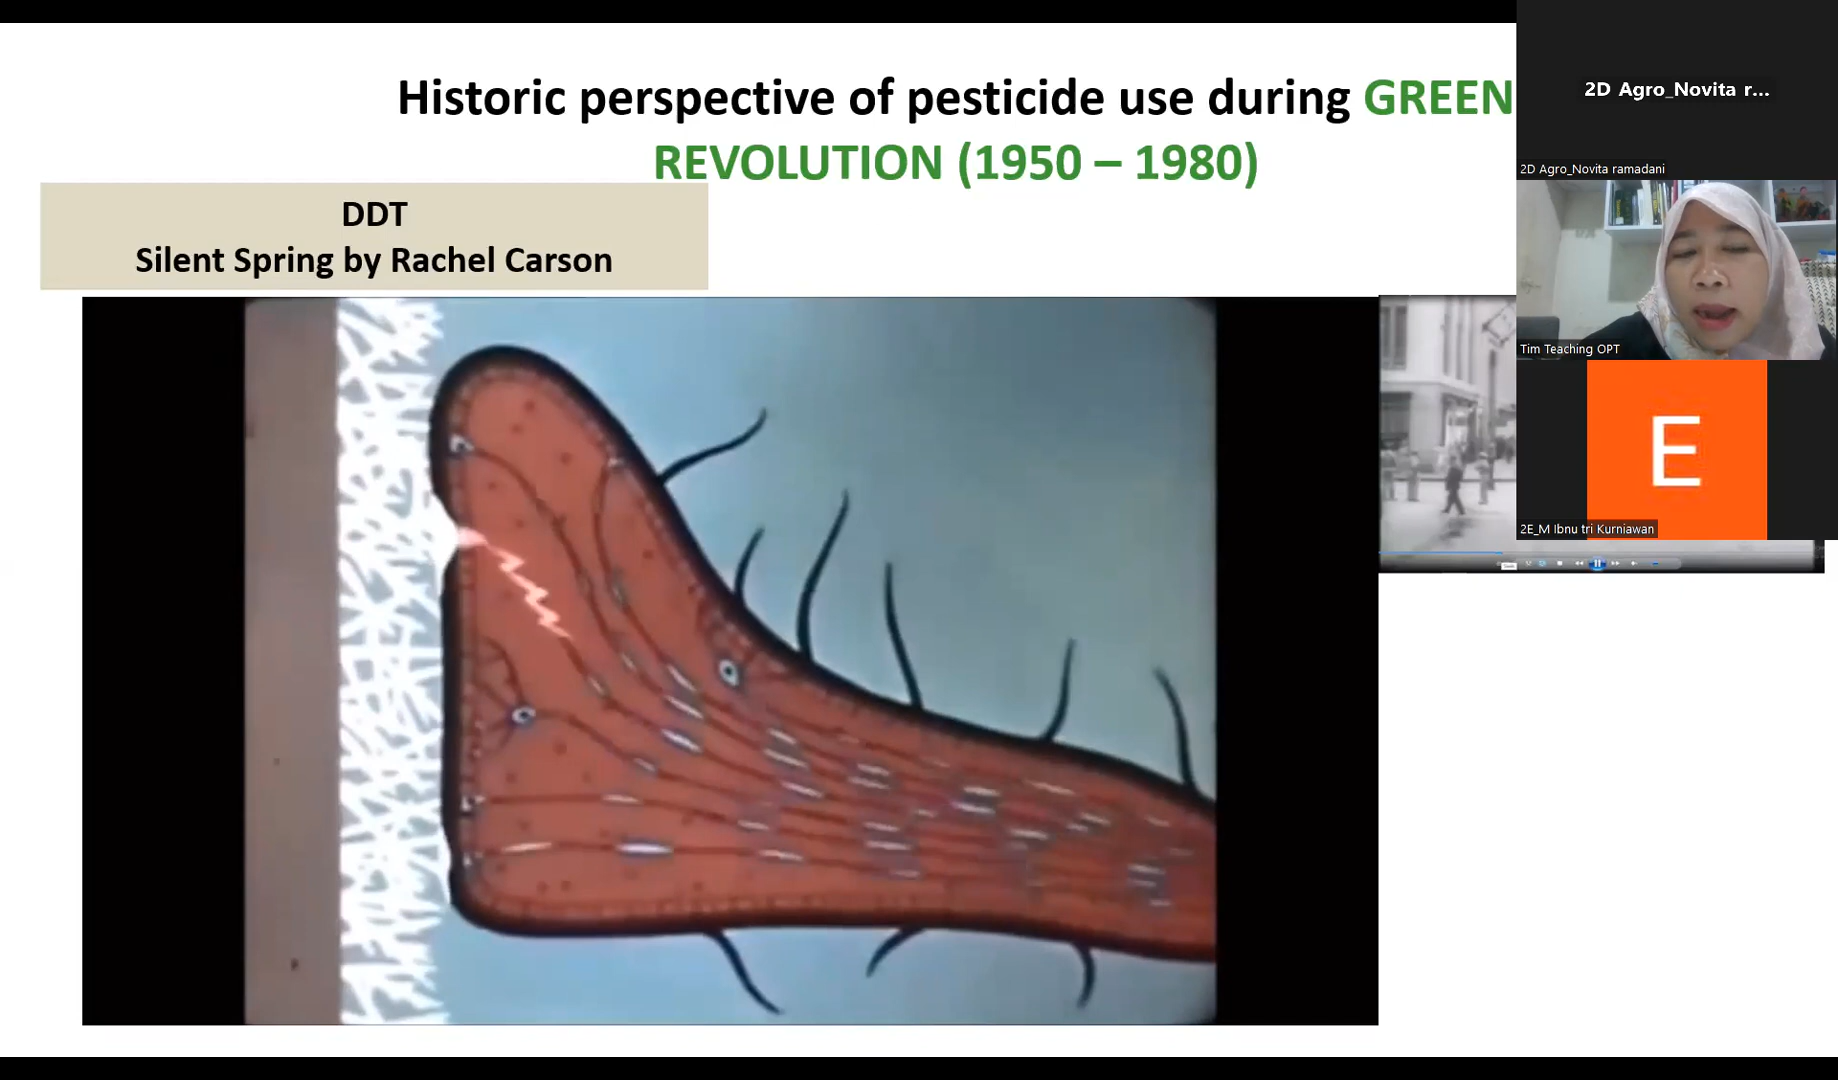 Historic perspective of pesticide use during GREEN
REVOLUTION (1950 – 1980)
DDT
Silent Spring by Rachel Carson
2D Agro_Novita r...
2D Agro_Novita ramadani
Tim Teaching OPT
E
2E_M Ibnu tri Kurniawan